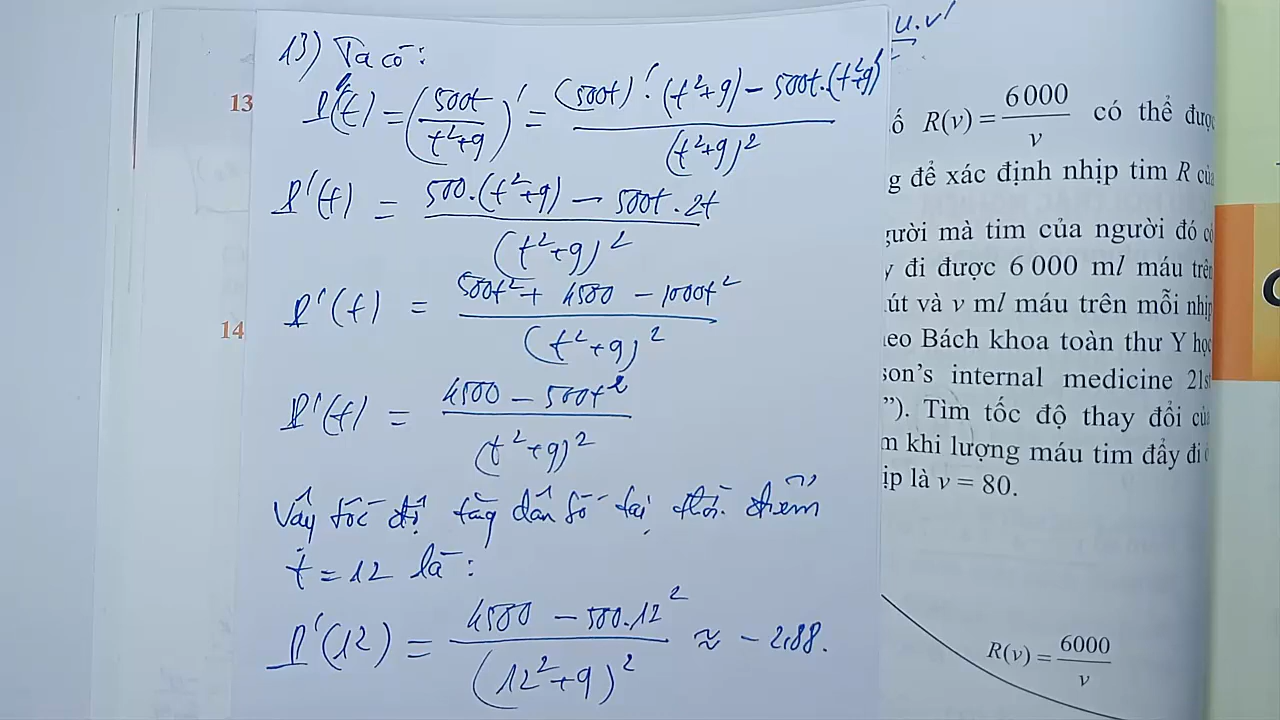 13) Ta có:
P'(t) = (500t / t²+9)' = (500t)'.(t²+9) - 500t.(t²+9)' / (t²+9)²
P'(t) = 500.(t²+9) - 500t.2t / (t²+9)²
P'(t) = 500t² + 4500 - 1000t² / (t²+9)²
P'(t) = 4500 - 500t² / (t²+9)²
Vậy tốc độ tăng dân số tại thời điểm
t = 12 là:
P'(12) = 4500 - 500.12² / (12²+9)² ≈ -2,88.
13
14
u.v'
ố R(v) = 6000 / v có thể được
g để xác định nhịp tim R của
gười mà tim của người đó có
y đi được 6000 ml máu trên
út và v ml máu trên mỗi nhịp
eo Bách khoa toàn thư Y học
son's internal medicine 21st
"). Tìm tốc độ thay đổi của
m khi lượng máu tim đẩy đi ở
ịp là v = 80.
R(v) = 6000 / v